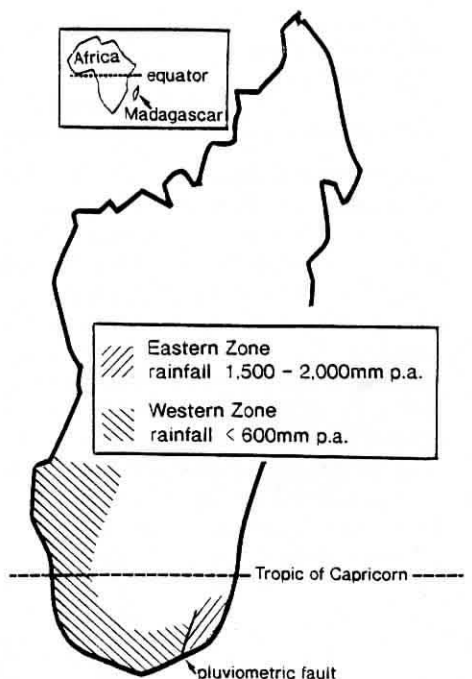 Africa
equator
Madagascar
Eastern Zone
rainfall 1,500 - 2,000mm p.a.
Western Zone
rainfall < 600mm p.a.
Tropic of Capricorn
pluviometric fault